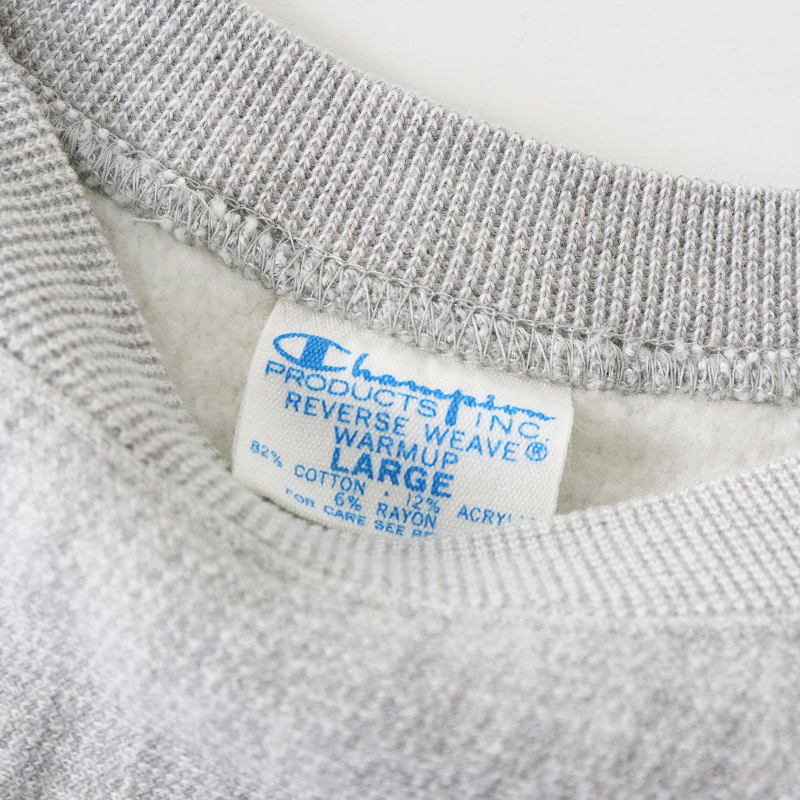 Champion
PRODUCTS, INC.
REVERSE WEAVE®
WARMUP
LARGE
82% COTTON . 12% ACRYLIC
6% RAYON
FOR CARE SEE